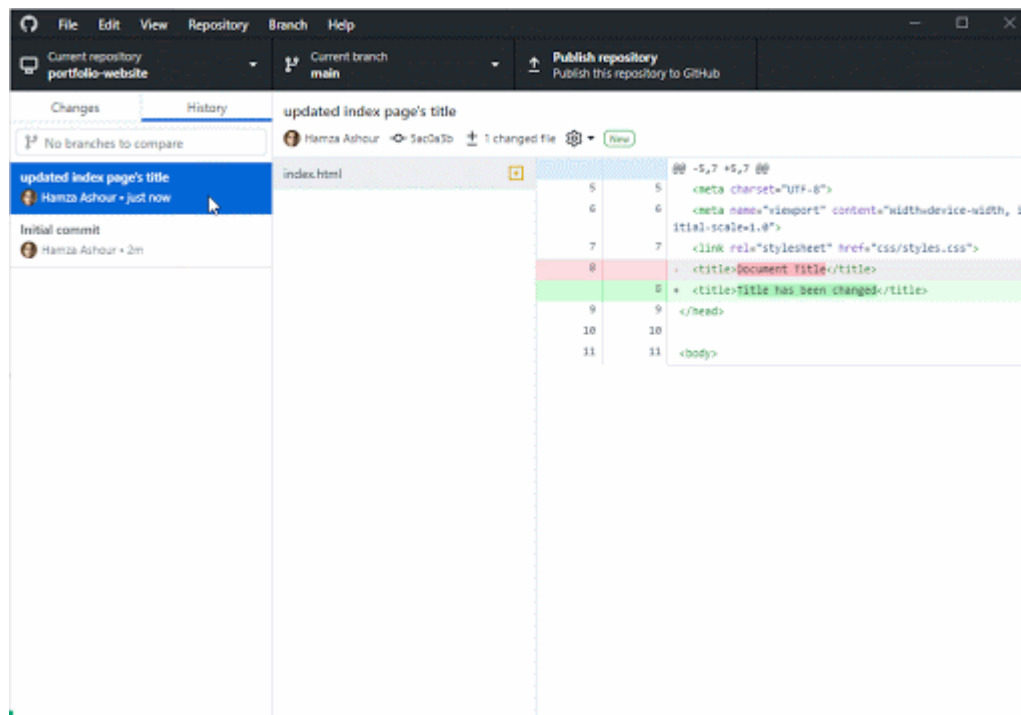 File Edit View Repository Branch Help
Current repository
portfolio-website
Current branch
main
Publish repository
Publish this repository to GitHub
Changes History
No branches to compare
updated index page's title
Hamza Ashour • just now
Initial commit
Hamza Ashour • 2m
updated index page's title
Hamza Ashour 5ac0a3b 1 changed file New
index.html
@@ -5,7 +5,7 @@
5 5 <meta charset="UTF-8">
6 6 <meta name="viewport" content="width=device-width, i
itial-scale=1.0">
7 7 <link rel="stylesheet" href="css/styles.css">
8 - <title>Document Title</title>
8 + <title>Title has been changed</title>
9 9 </head>
10 10
11 11 <body>